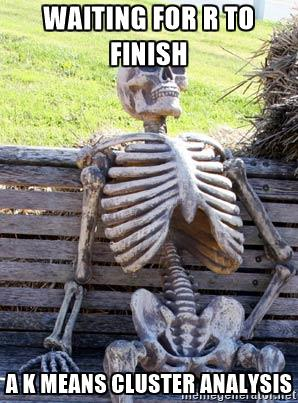 WAITING FOR R TO
FINISH
A K MEANS CLUSTER ANALYSIS
memegenerator.net